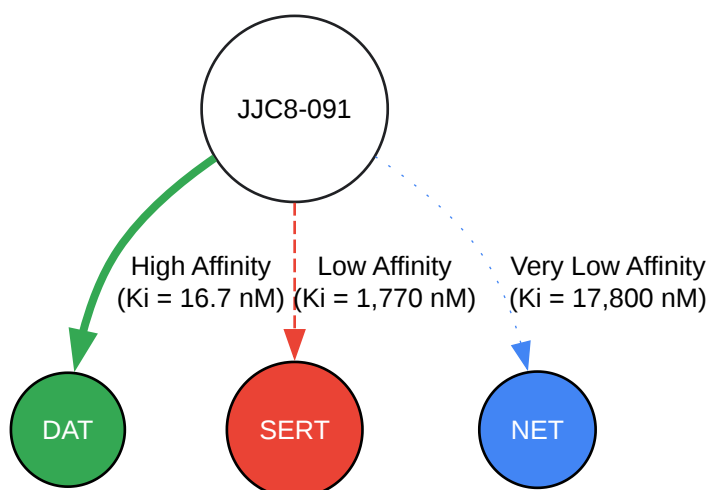 JJC8-091
High Affinity
(Ki = 16.7 nM)
Low Affinity
(Ki = 1,770 nM)
Very Low Affinity
(Ki = 17,800 nM)
DAT
SERT
NET